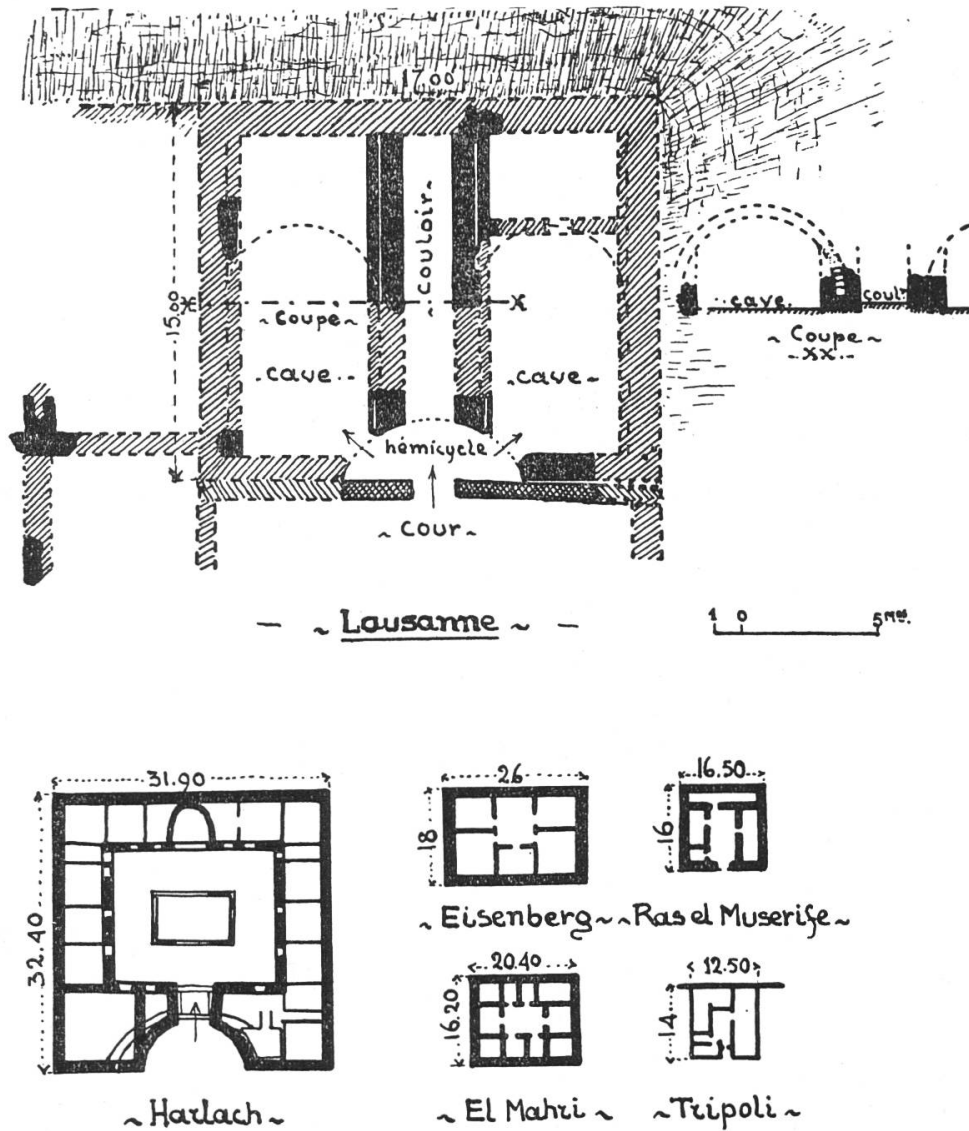 17.00
15.00
COULOIR
X X
~ COUPE ~
~ CAVE ~ ~ CAVE ~
hémicycle
~ COUR ~
~ CAVE. COUL.
~ Coupe ~
~ XX ~
— ~ Lausanne ~ —
1 0 5 Mes.
31.90
32.40
~ Harlach ~
26
18
~ Eisenberg ~
16.50
16
~ Ras el Muserife ~
20.40
16.20
~ El Mahri ~
12.50
14
~ Tripoli ~